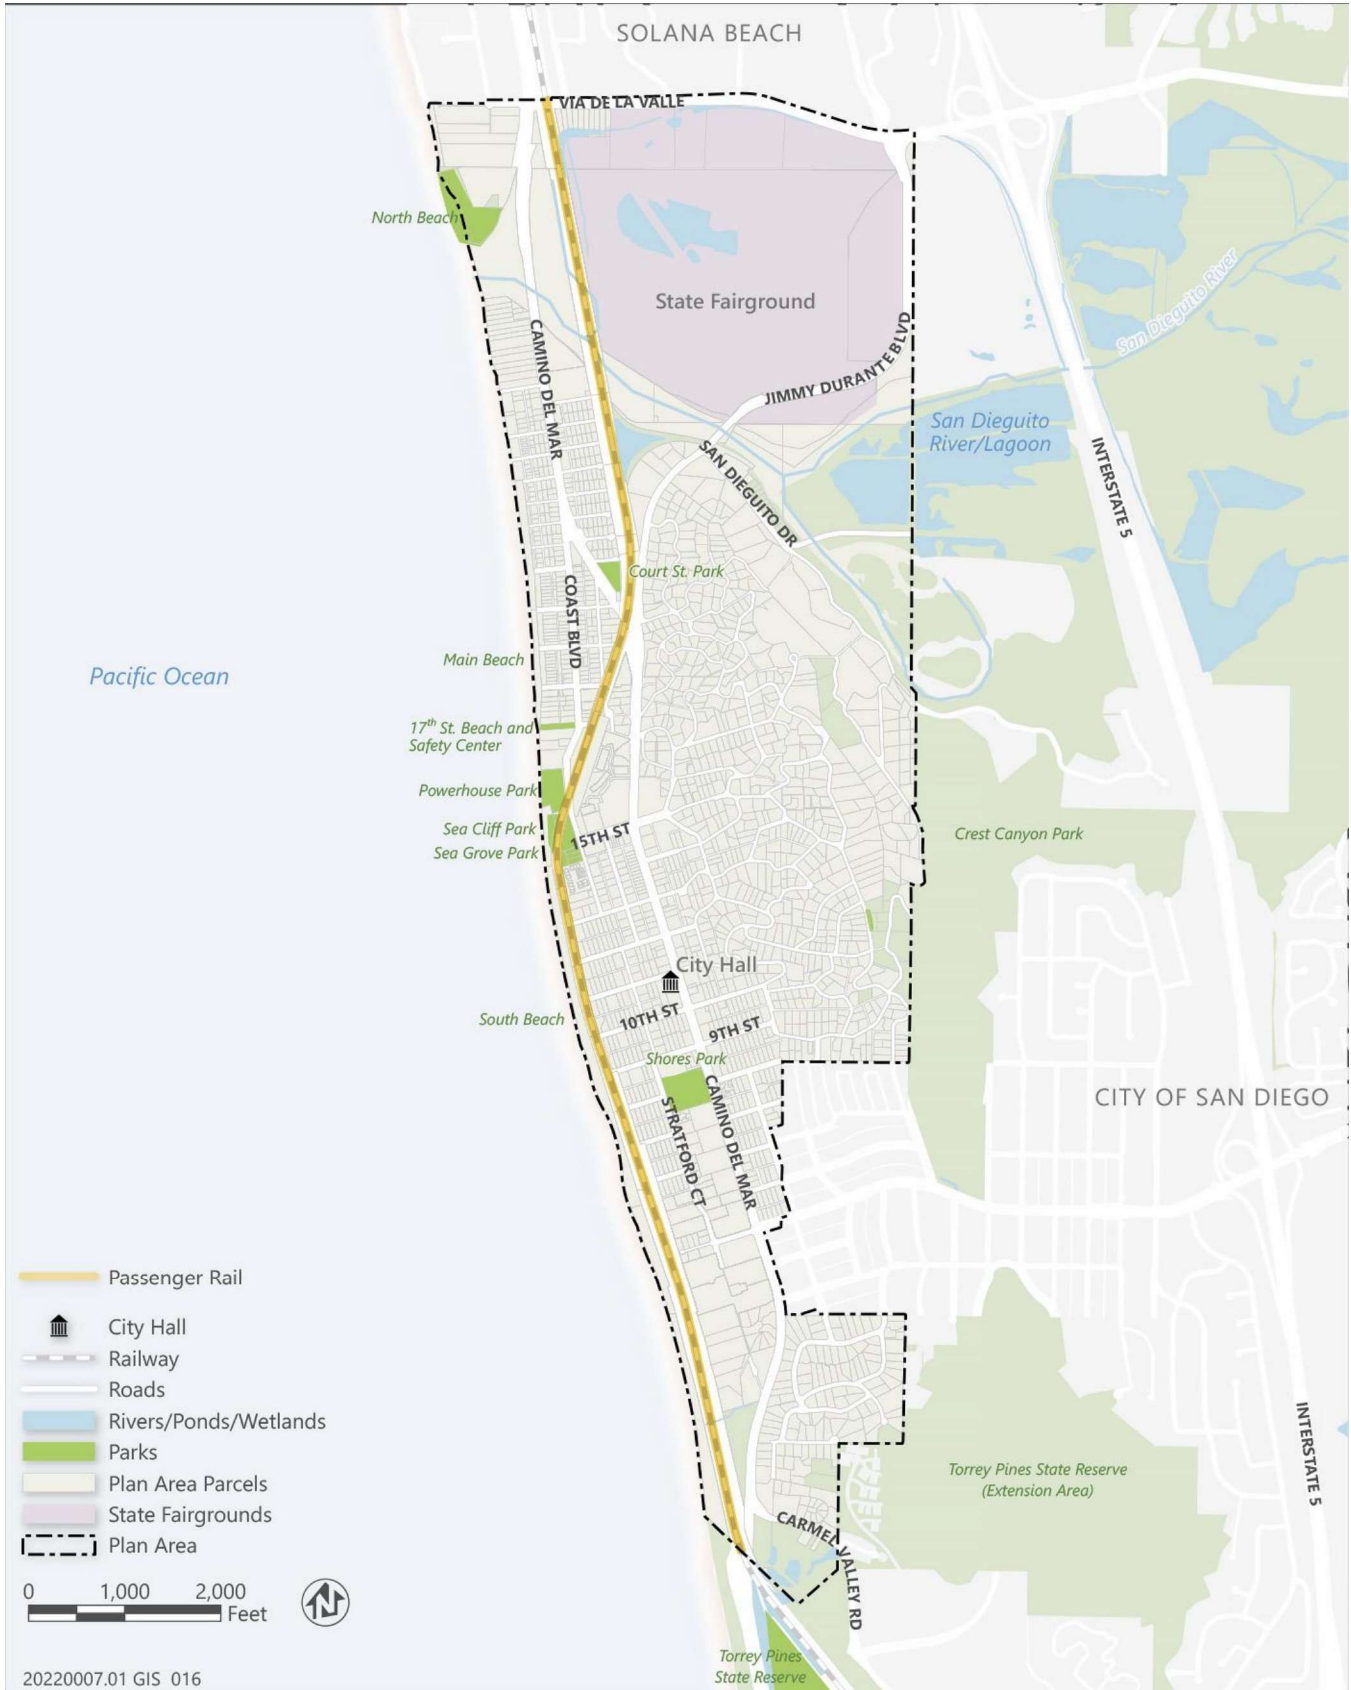 SOLANA BEACH
VIA DE LA VALLE
North Beach
State Fairground
San Dieguito River
CAMINO DEL MAR
JIMMY DURANTE BLVD
San Dieguito
River/Lagoon
SAN DIEGUITO DR
INTERSTATE 5
Court St. Park
COAST BLVD
Main Beach
Pacific Ocean
17th St. Beach and
Safety Center
Powerhouse Park
Sea Cliff Park
Sea Grove Park
15TH ST
Crest Canyon Park
City Hall
South Beach
10TH ST
9TH ST
Shores Park
CITY OF SAN DIEGO
STRATFORD CT
CAMINO DEL MAR
Passenger Rail
City Hall
Railway
Roads
Rivers/Ponds/Wetlands
Parks
Plan Area Parcels
State Fairgrounds
Plan Area
0 1,000 2,000
Feet
N
INTERSTATE 5
Torrey Pines State Reserve
(Extension Area)
CARMEL VALLEY RD
Torrey Pines
State Reserve
20220007.01 GIS 016